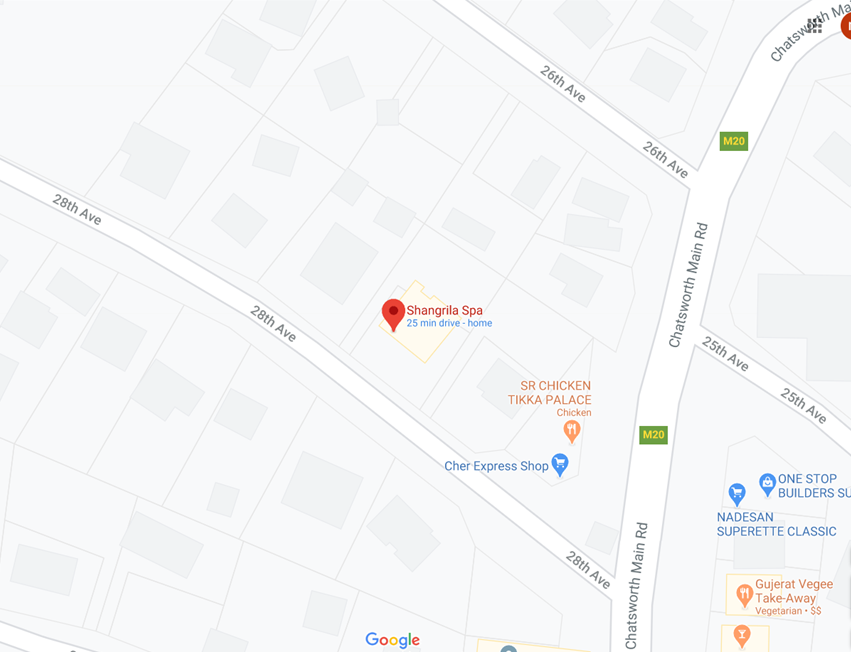 Chatsworth Ma
26th Ave
M20
26th Ave
28th Ave
Chatsworth Main Rd
28th Ave
Shangrila Spa
25 min drive - home
25th Ave
SR CHICKEN
TIKKA PALACE
Chicken
25th Ave
M20
Cher Express Shop
ONE STOP
BUILDERS SU
NADESAN
SUPERETTE CLASSIC
28th Ave
Chatsworth Main Rd
Gujerat Vegee
Take-Away
Vegetarian • $$
Google